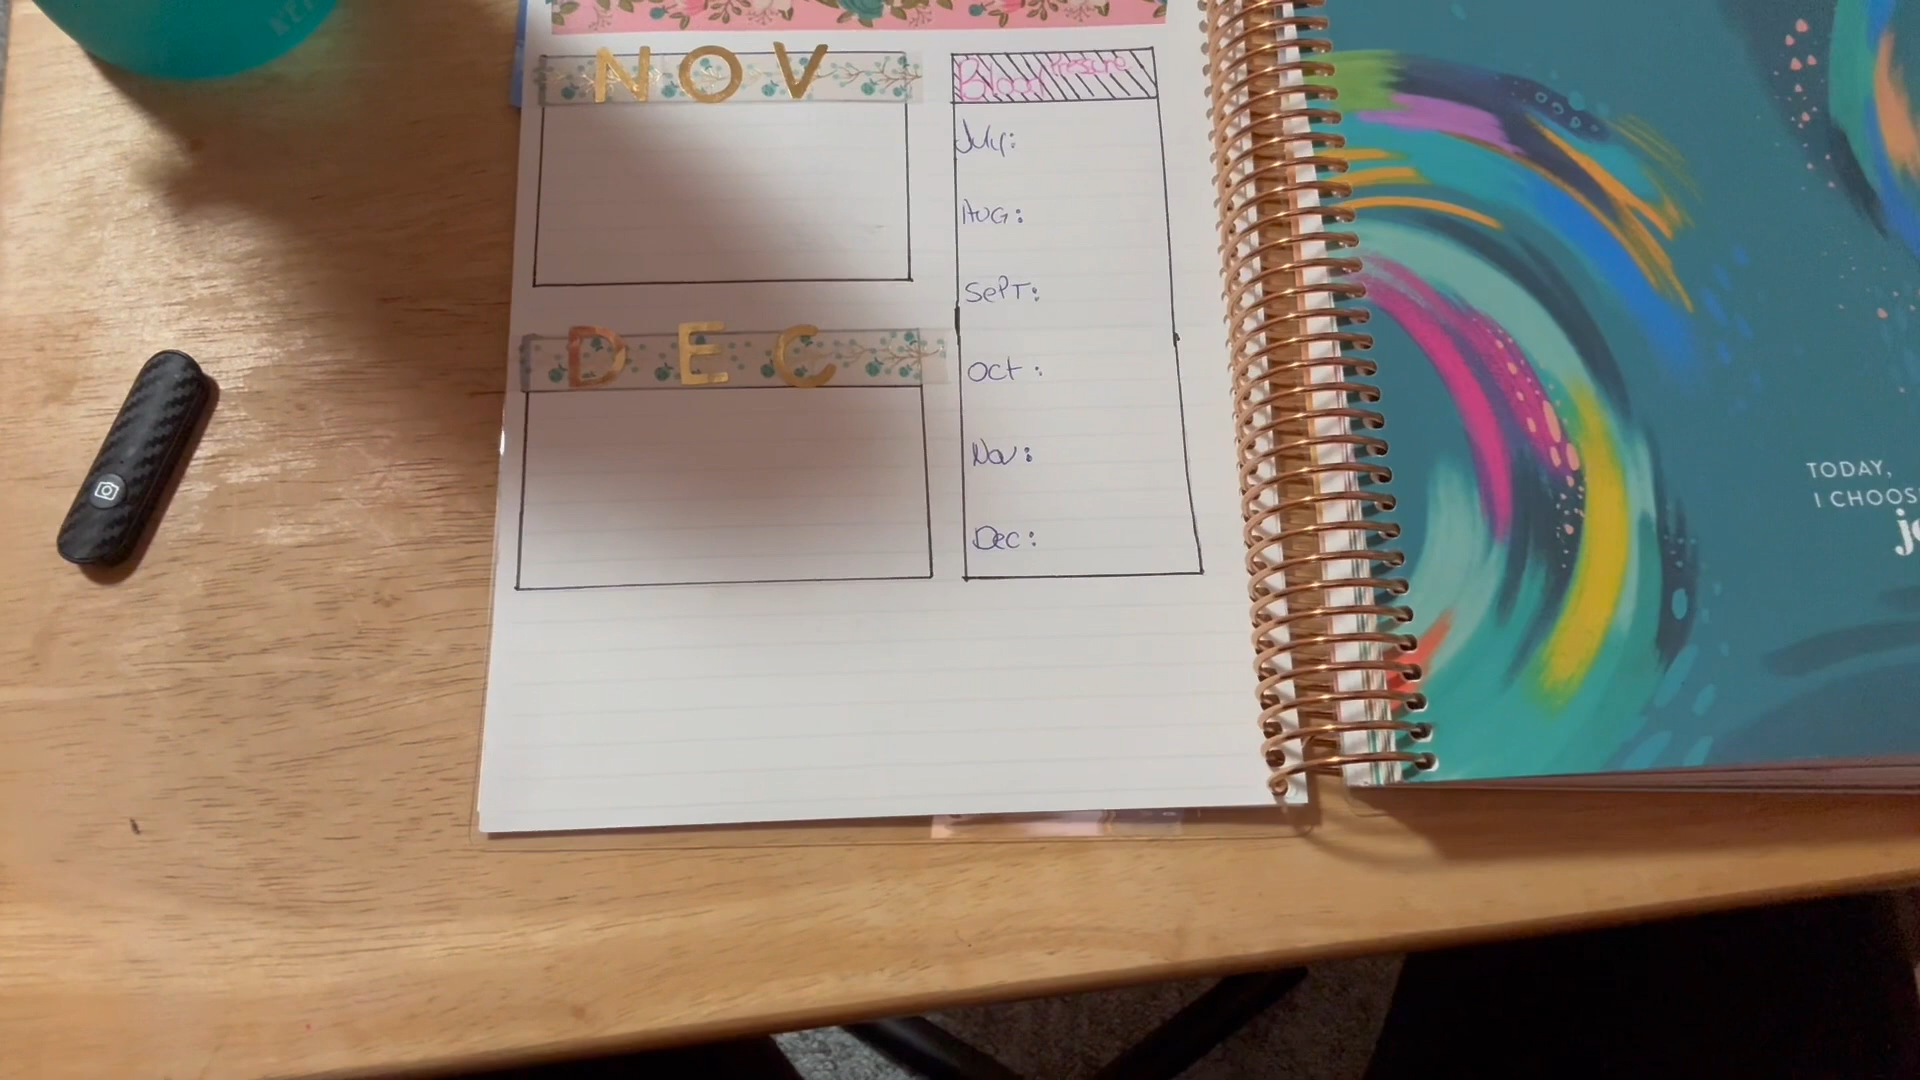 NOV
Blood Pressure
July:
AUG:
SePT:
Oct:
DEC
Nov:
Dec:
TODAY,
I CHOOS